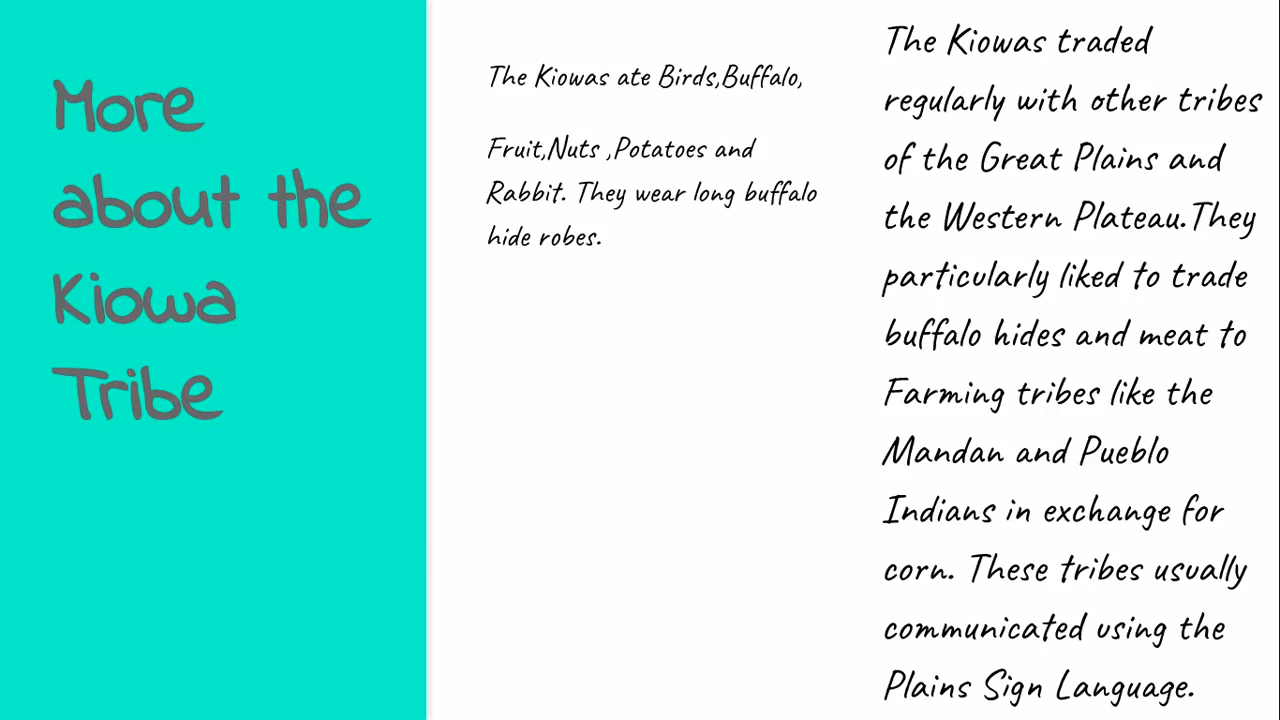 More
about the
Kiowa
Tribe
The Kiowas ate Birds,Buffalo,
Fruit,Nuts ,Potatoes and
Rabbit. They wear long buffalo
hide robes.
The Kiowas traded
regularly with other tribes
of the Great Plains and
the Western Plateau.They
particularly liked to trade
buffalo hides and meat to
Farming tribes like the
Mandan and Pueblo
Indians in exchange for
corn. These tribes usually
communicated using the
Plains Sign Language.